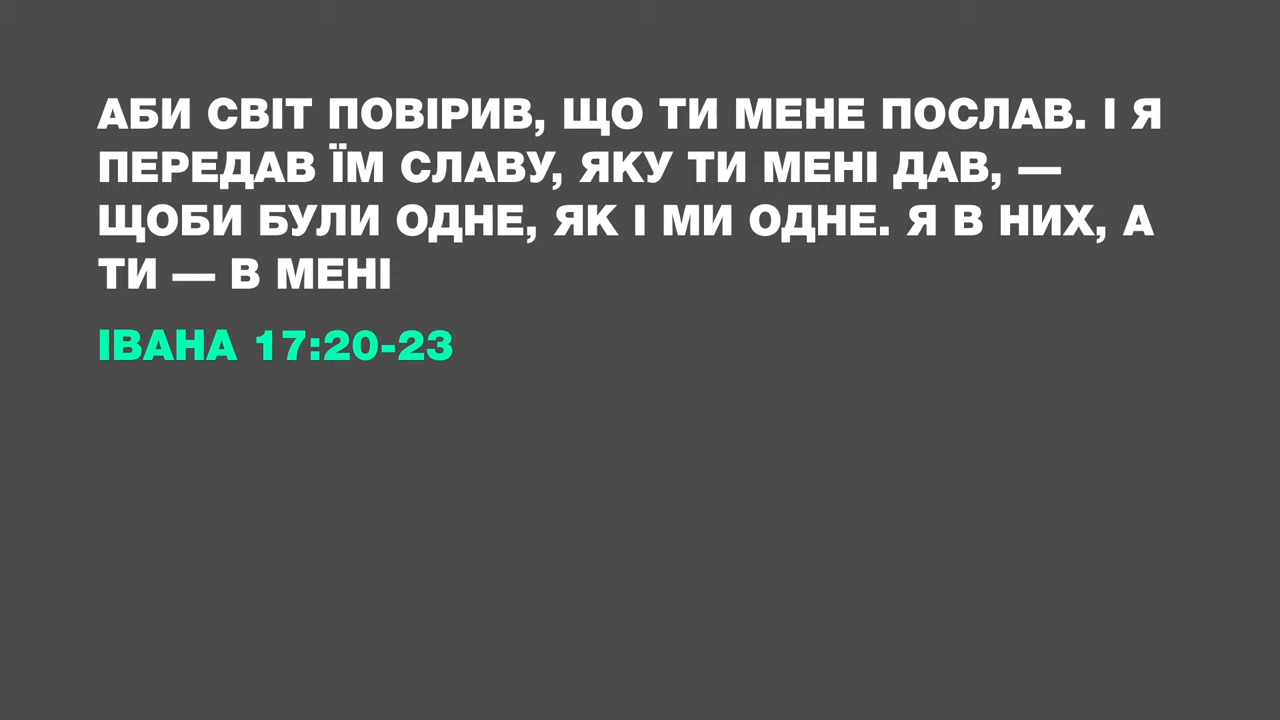 АБИ СВІТ ПОВІРИВ, ЩО ТИ МЕНЕ ПОСЛАВ. І Я
ПЕРЕДАВ ЇМ СЛАВУ, ЯКУ ТИ МЕНІ ДАВ, —
ЩОБИ БУЛИ ОДНЕ, ЯК І МИ ОДНЕ. Я В НИХ, А
ТИ — В МЕНІ
ІВАНА 17:20-23